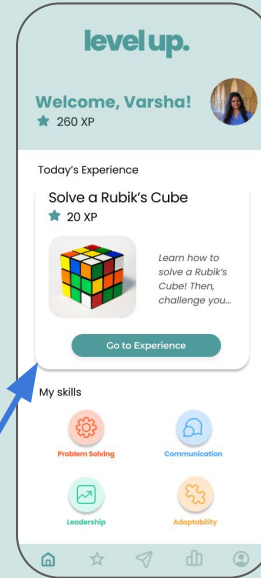 level up.
Welcome, Varsha!
260 XP
Today's Experience
Solve a Rubik's Cube
20 XP
Learn how to
solve a Rubik's
Cube! Then,
challenge you...
Go to Experience
My skills
Problem Solving
Communication
Leadership
Adaptability